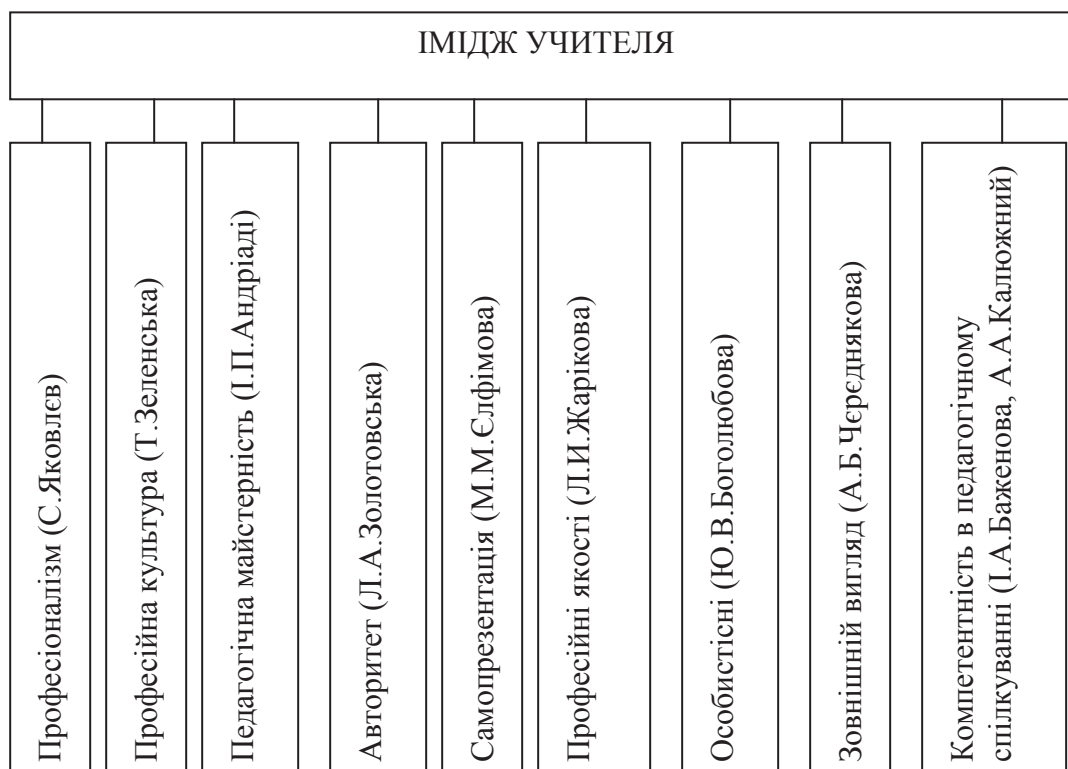 ІМІДЖ УЧИТЕЛЯ
Професіоналізм (С.Яковлєв)
Професійна культура (Т.Зеленська)
Педагогічна майстерність (І.П.Андріаді)
Авторитет (Л.А.Золотовська)
Самопрезентація (М.М.Єлфімова)
Професійні якості (Л.И.Жарікова)
Особистісні (Ю.В.Боголюбова)
Зовнішній вигляд (А.Б.Чєрєднякова)
Компетентність в педагогічному
спілкуванні (І.А.Баженова, А.А.Калюжний)